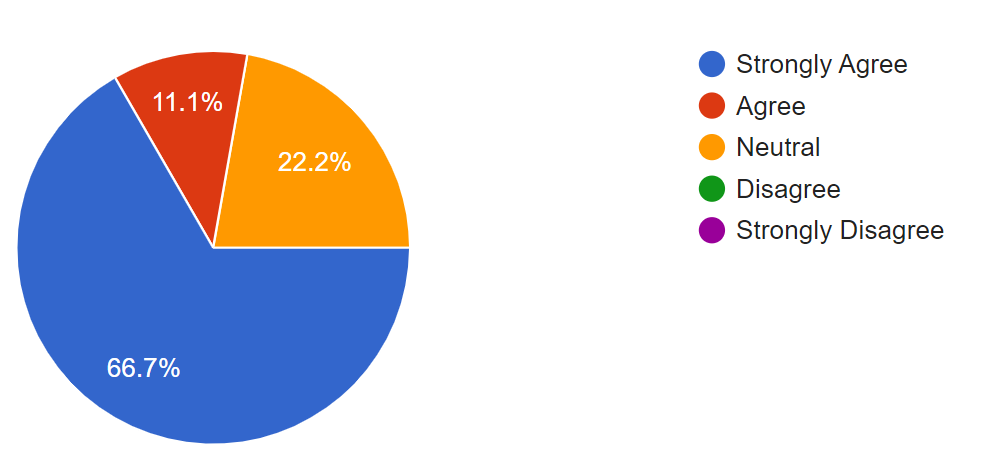 11.1%
22.2%
66.7%
Strongly Agree
Agree
Neutral
Disagree
Strongly Disagree